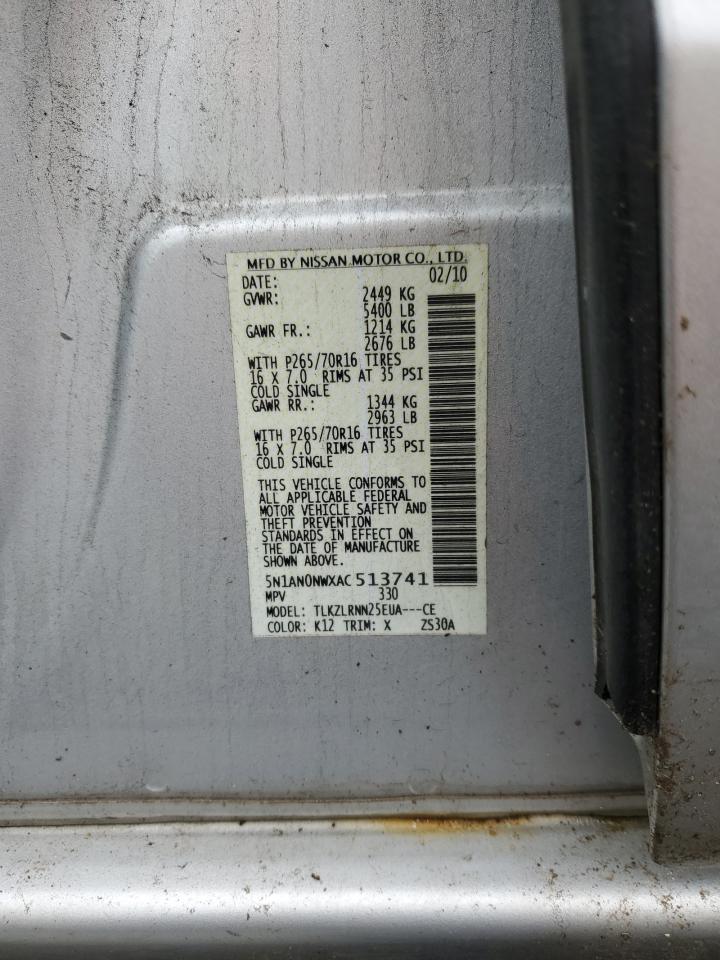 MFD BY NISSAN MOTOR CO., LTD.
DATE: 02/10
GVWR: 2449 KG
5400 LB
GAWR FR.: 1214 KG
2676 LB
WITH P265/70R16 TIRES
16 X 7.0 RIMS AT 35 PSI
COLD SINGLE
GAWR RR.: 1344 KG
2963 LB
WITH P265/70R16 TIRES
16 X 7.0 RIMS AT 35 PSI
COLD SINGLE
THIS VEHICLE CONFORMS TO
ALL APPLICABLE FEDERAL
MOTOR VEHICLE SAFETY AND
THEFT PREVENTION
STANDARDS IN EFFECT ON
THE DATE OF MANUFACTURE
SHOWN ABOVE.
5N1AN0NWXAC513741
MPV 330
MODEL: TLKZLRNN25EUA---CE
COLOR: K12 TRIM: X ZS30A